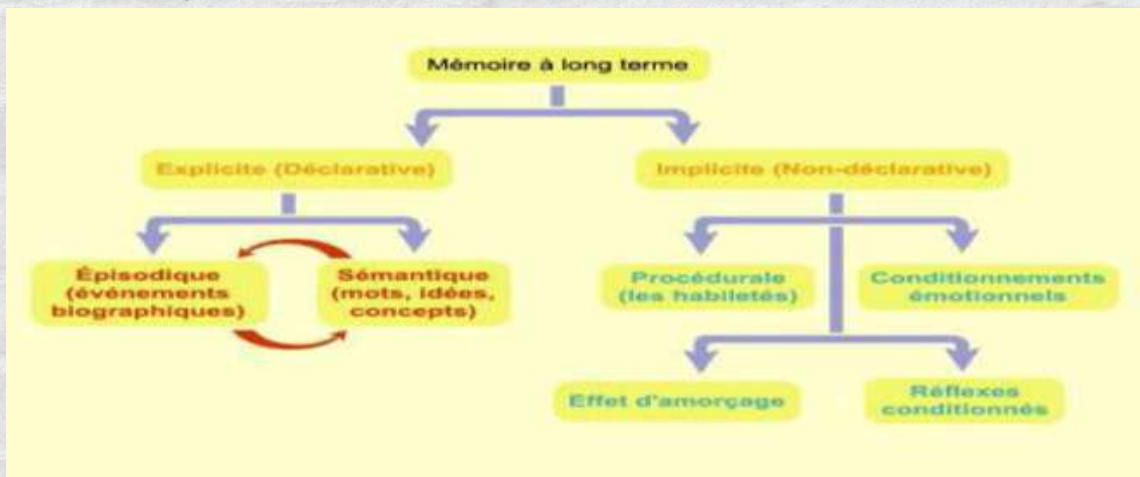 Mémoire à long terme
Explicite (Déclarative)
Implicite (Non-déclarative)
Épisodique
(événements
biographiques)
Sémantique
(mots, idées,
concepts)
Procédurale
(les habiletés)
Conditionnements
émotionnels
Effet d'amorçage
Réflexes
conditionnés